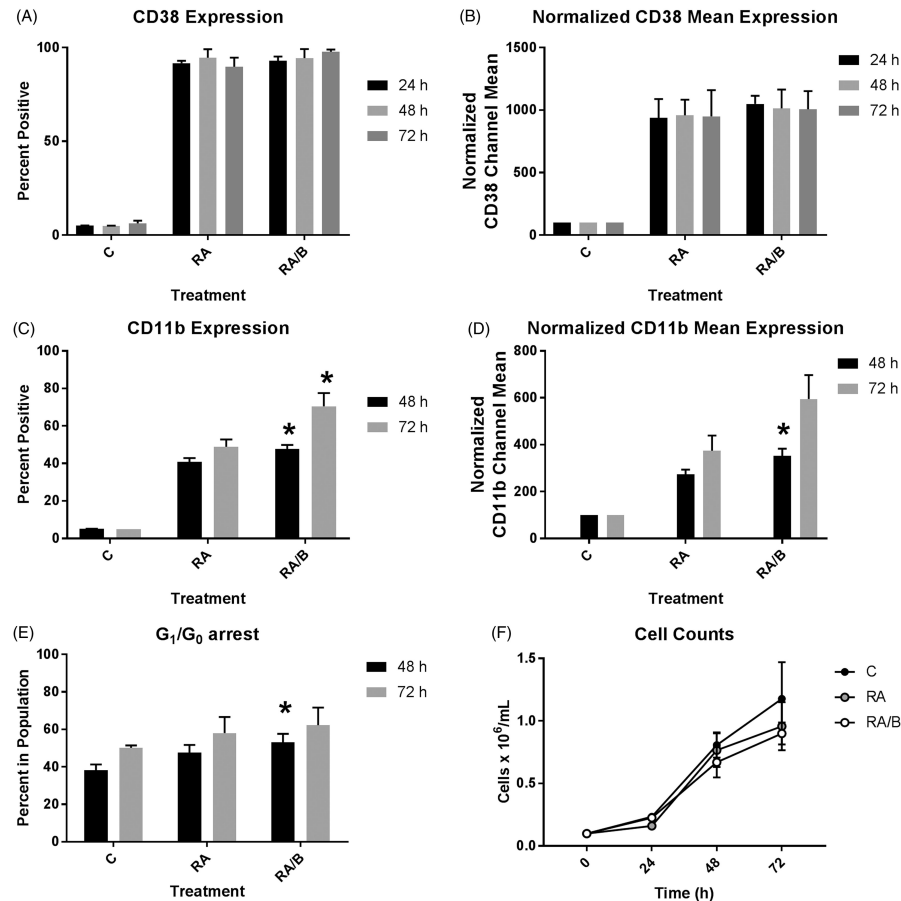 (A)
CD38 Expression
Percent Positive
100
50
0
C
RA
RA/B
Treatment
24 h
48 h
72 h
(B)
Normalized CD38 Mean Expression
Normalized
CD38 Channel Mean
1500
1000
500
0
C
RA
RA/B
Treatment
24 h
48 h
72 h
(C)
CD11b Expression
Percent Positive
100
80
60
40
20
0
*
*
C
RA
RA/B
Treatment
48 h
72 h
(D)
Normalized CD11b Mean Expression
Normalized
CD11b Channel Mean
800
600
400
200
0
*
C
RA
RA/B
Treatment
48 h
72 h
(E)
G₁/G₀ arrest
Percent in Population
100
80
60
40
20
0
*
C
RA
RA/B
Treatment
48 h
72 h
(F)
Cell Counts
Cells x 10⁶/mL
1.5
1.0
0.5
0.0
0
24
48
72
Time (h)
C
RA
RA/B